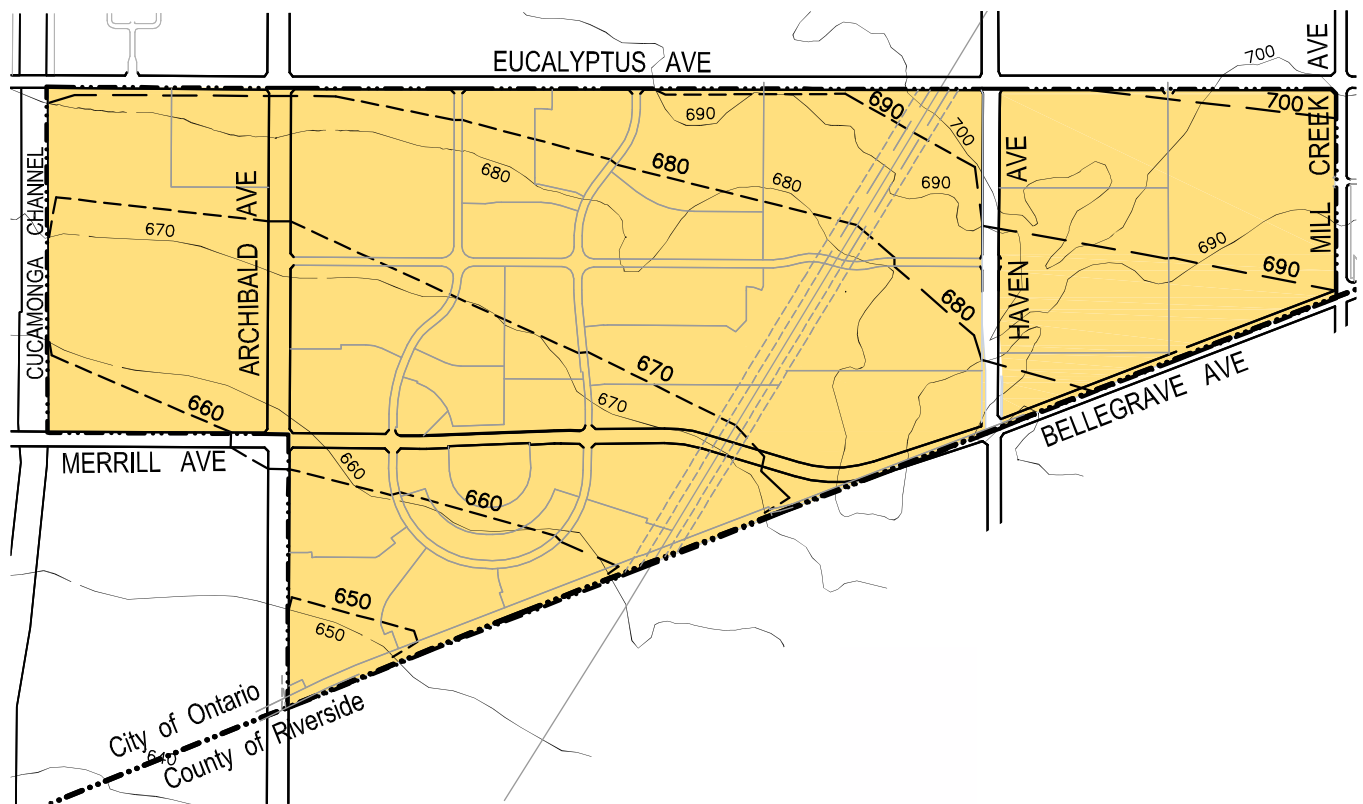 EUCALYPTUS AVE
AVE
700
700
690
690
700
680
680
680
690
CUCAMONGA CHANNEL
ARCHIBALD AVE
HAVEN AVE
MILL CREEK
670
690
690
680
670
670
660
BELLEGRAVE AVE
MERRILL AVE
660
660
650
650
City of Ontario
640
County of Riverside